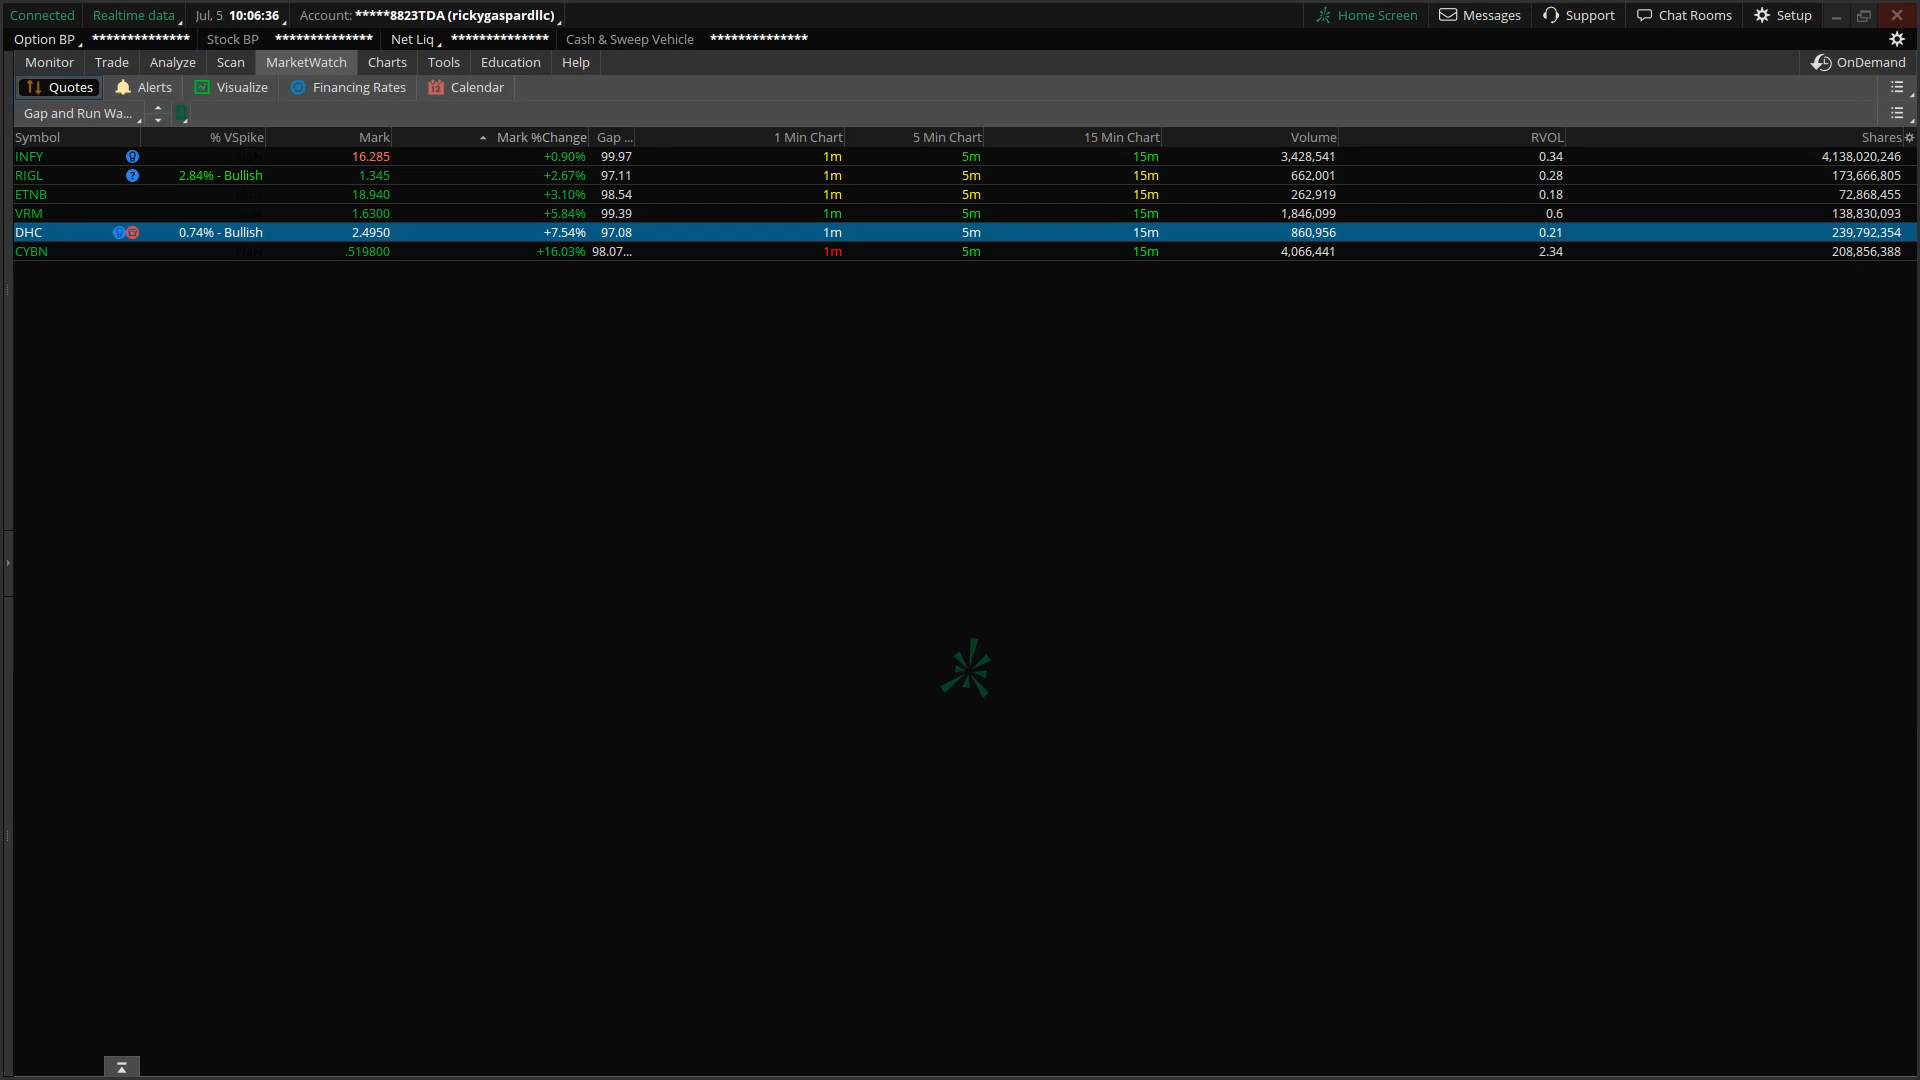 Connected Realtime data Jul, 5 10:06:36 Account: *****8823TDA (rickygaspardllc) Home Screen Messages Support Chat Rooms Setup
Option BP ************** Stock BP ************** Net Liq ************** Cash & Sweep Vehicle **************
Monitor Trade Analyze Scan MarketWatch Charts Tools Education Help OnDemand
Quotes Alerts Visualize Financing Rates Calendar
Gap and Run Wa...
Symbol % VSpike Mark Mark %Change Gap ... 1 Min Chart 5 Min Chart 15 Min Chart Volume RVOL Shares
INFY NaN 16.285 +0.90% 99.97 1m 5m 15m 3,428,541 0.34 4,138,020,246
RIGL 2.84% - Bullish 1.345 +2.67% 97.11 1m 5m 15m 662,001 0.28 173,666,805
ETNB NaN 18.940 +3.10% 98.54 1m 5m 15m 262,919 0.18 72,868,455
VRM NaN 1.6300 +5.84% 99.39 1m 5m 15m 1,846,099 0.6 138,830,093
DHC 0.74% - Bullish 2.4950 +7.54% 97.08 1m 5m 15m 860,956 0.21 239,792,354
CYBN NaN .519800 +16.03% 98.07... 1m 5m 15m 4,066,441 2.34 208,856,388